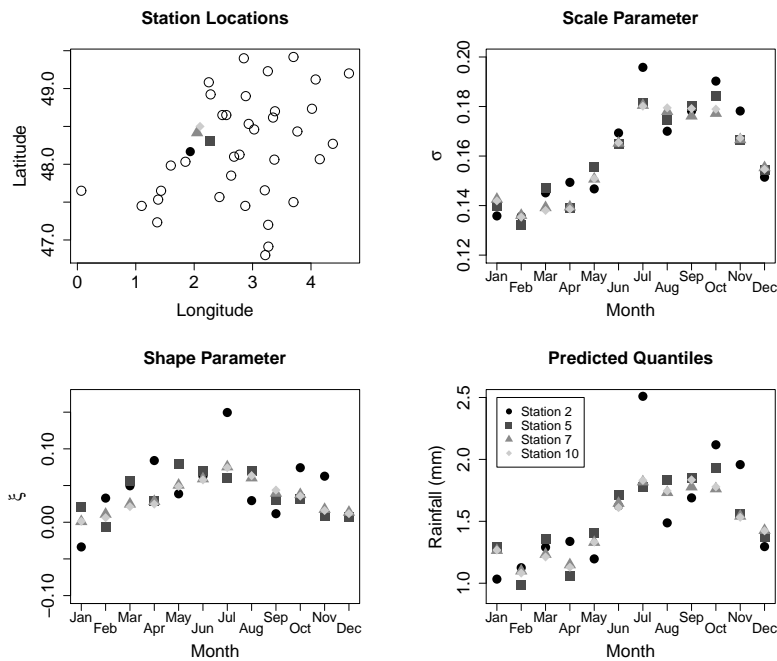 Station Locations
Latitude
49.0
48.0
47.0
0 1 2 3 4
Longitude
Scale Parameter
σ
0.20
0.18
0.16
0.14
0.12
Jan Mar May Jul Sep Nov
Feb Apr Jun Aug Oct Dec
Month
Shape Parameter
ξ
0.10
0.00
−0.10
Jan Mar May Jul Sep Nov
Feb Apr Jun Aug Oct Dec
Month
Predicted Quantiles
Rainfall (mm)
2.5
2.0
1.5
1.0
Station 2
Station 5
Station 7
Station 10
Jan Mar May Jul Sep Nov
Feb Apr Jun Aug Oct Dec
Month